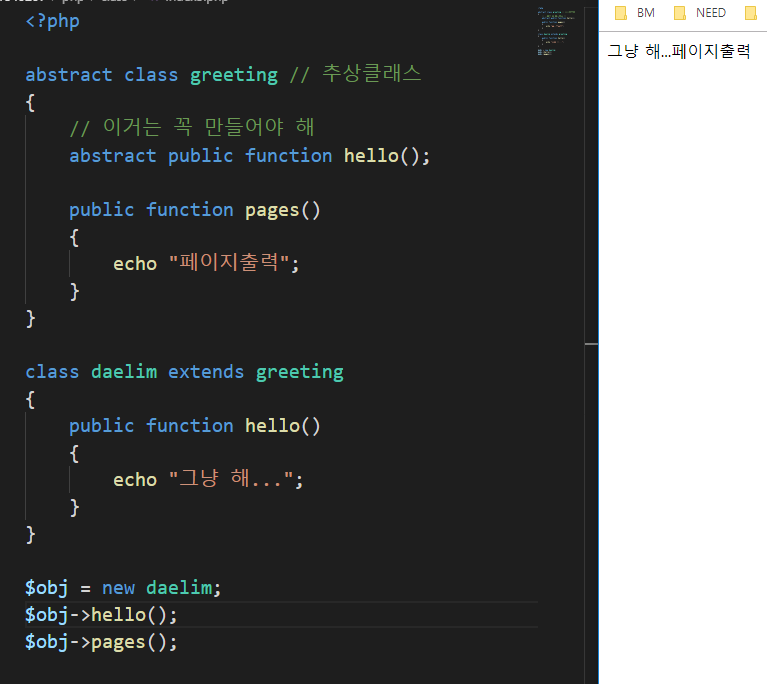 <?php
abstract class greeting // 추상클래스
{
// 이거는 꼭 만들어야 해
abstract public function hello();
public function pages()
{
echo "페이지출력";
}
}
class daelim extends greeting
{
public function hello()
{
echo "그냥 해...";
}
}
$obj = new daelim;
$obj->hello();
$obj->pages();
BM NEED
그냥 해...페이지출력